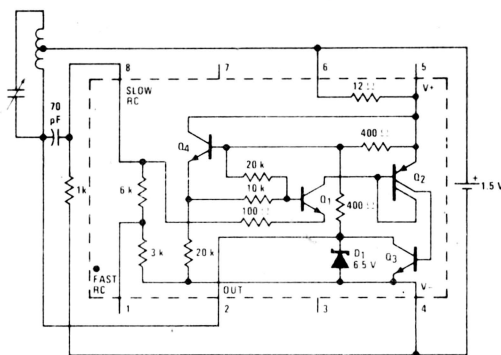 8
7
6
5
SLOW
RC
12 Ω
V+
70
pF
Q4
400 Ω
20 k
Q2
1.5 V
+
1k
6k
10 k
Q1
400 Ω
100 Ω
3 k
20 k
D1
6.5 V
Q3
FAST
RC
OUT
V−
1
2
3
4